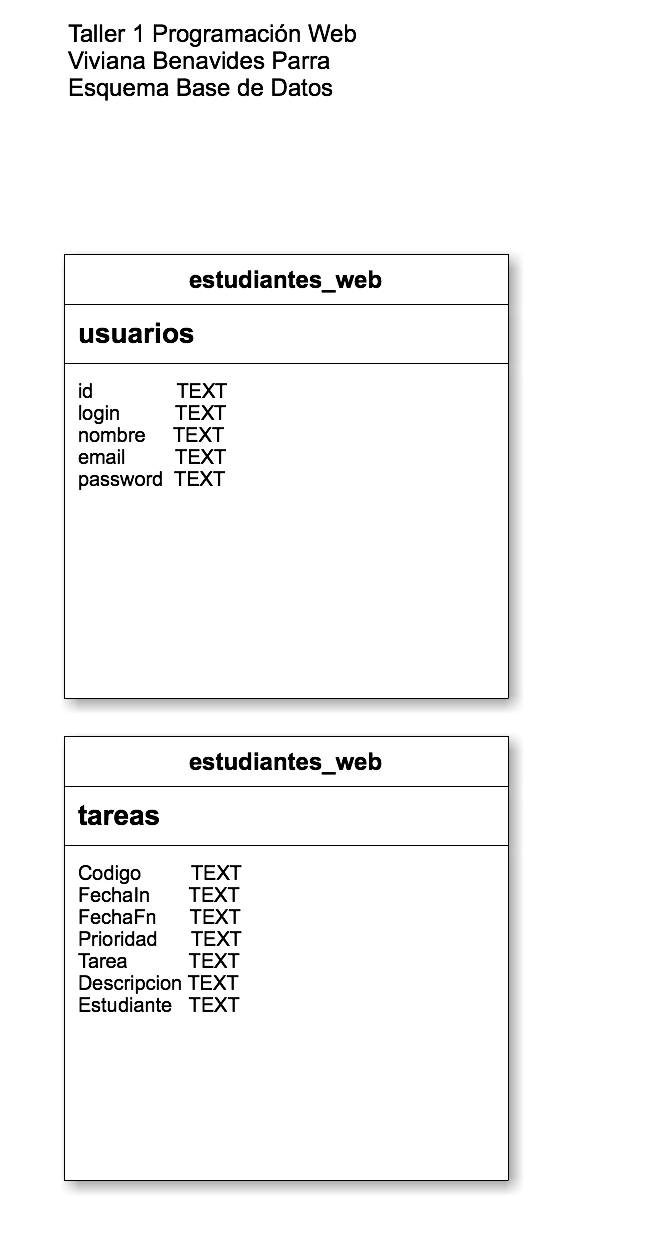 Taller 1 Programación Web
Viviana Benavides Parra
Esquema Base de Datos
estudiantes_web
usuarios
id TEXT
login TEXT
nombre TEXT
email TEXT
password TEXT
estudiantes_web
tareas
Codigo TEXT
FechaIn TEXT
FechaFn TEXT
Prioridad TEXT
Tarea TEXT
Descripcion TEXT
Estudiante TEXT